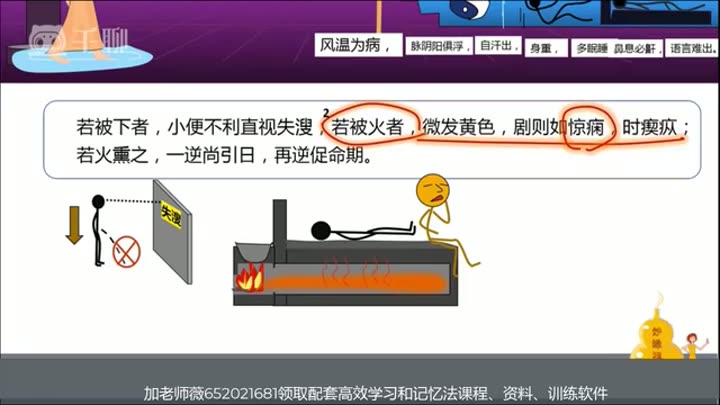 千聊
风温为病， 脉阴阳俱浮， 自汗出， 身重， 多眠睡 鼻息必鼾， 语言难出。
2
若被下者，小便不利直视失溲，若被火者，微发黄色，剧则如惊痫，时瘈疭；
若火熏之，一逆尚引日，再逆促命期。
失溲
加老师薇652021681领取配套高效学习和记忆法课程、资料、训练软件